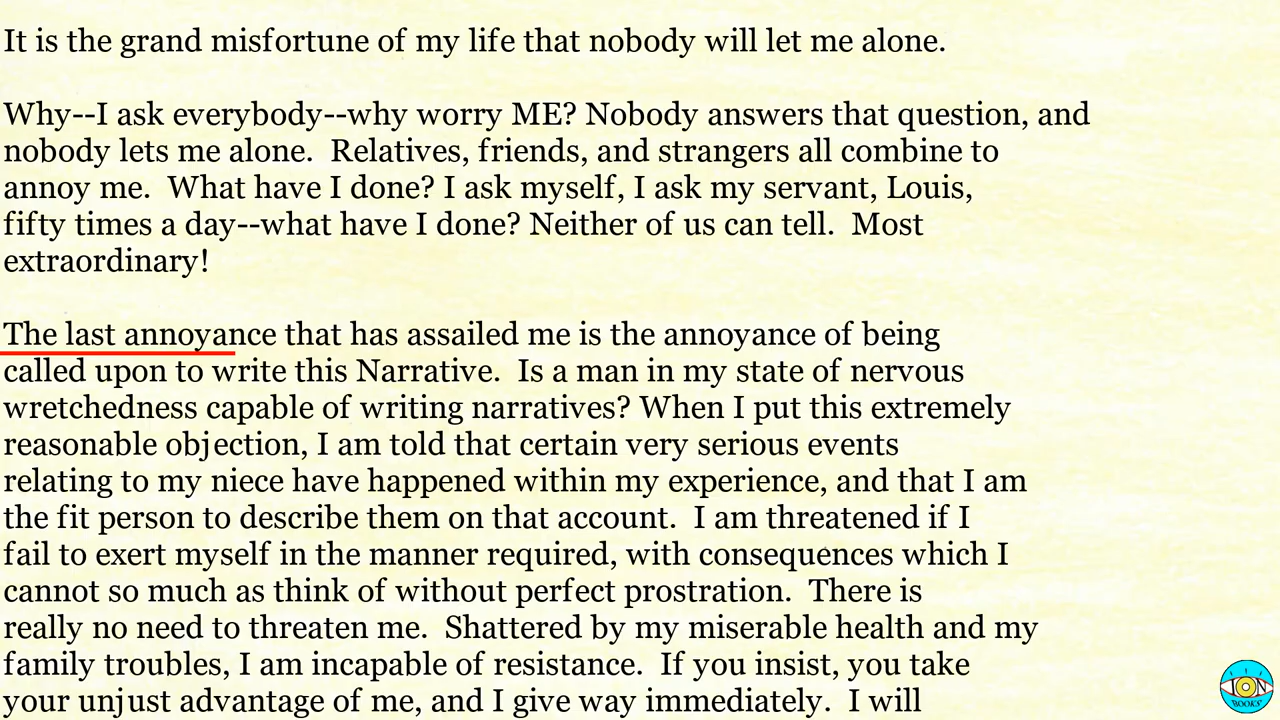 It is the grand misfortune of my life that nobody will let me alone.
Why--I ask everybody--why worry ME? Nobody answers that question, and
nobody lets me alone.  Relatives, friends, and strangers all combine to
annoy me.  What have I done? I ask myself, I ask my servant, Louis,
fifty times a day--what have I done? Neither of us can tell.  Most
extraordinary!
The last annoyance that has assailed me is the annoyance of being
called upon to write this Narrative.  Is a man in my state of nervous
wretchedness capable of writing narratives? When I put this extremely
reasonable objection, I am told that certain very serious events
relating to my niece have happened within my experience, and that I am
the fit person to describe them on that account.  I am threatened if I
fail to exert myself in the manner required, with consequences which I
cannot so much as think of without perfect prostration.  There is
really no need to threaten me.  Shattered by my miserable health and my
family troubles, I am incapable of resistance.  If you insist, you take
your unjust advantage of me, and I give way immediately.  I will
ION
BOOKS